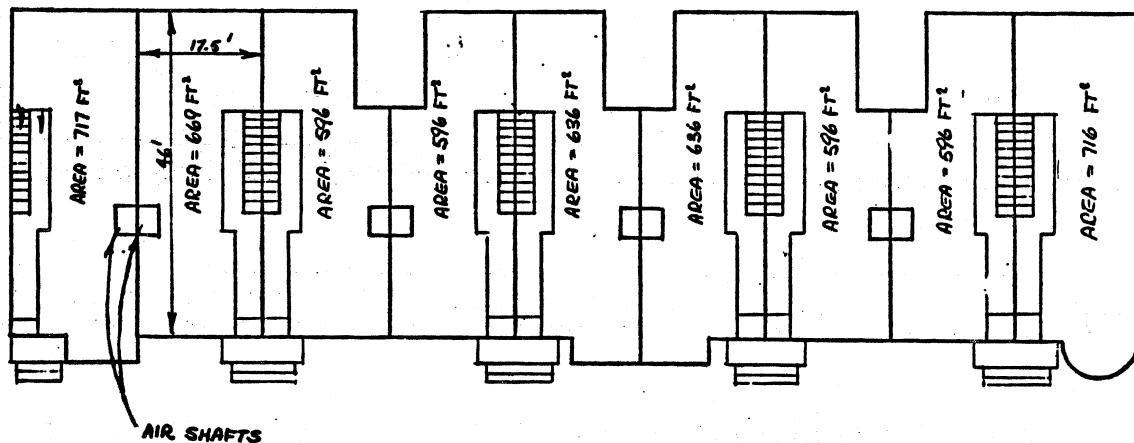 17.5'
46'
AREA = 717 FT²
AREA = 669 FT²
AREA = 596 FT²
AREA = 596 FT²
AREA = 636 FT²
AREA = 636 FT²
AREA = 596 FT²
AREA = 596 FT²
AREA = 716 FT²
AIR SHAFTS